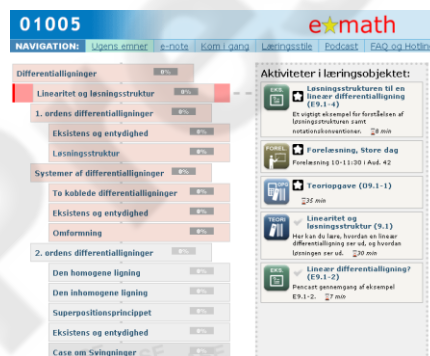 01005
e★math
NAVIGATION: Ugens emner e-note Kom i gang Læringsstile Podcast FAQ og Hotlin
Differentialligninger 0%
Linearitet og løsningsstruktur 0%
1. ordens differentialligninger 0%
Eksistens og entydighed 0%
Løsningsstruktur 0%
Systemer af differentialligninger 0%
To koblede differentialligninger 0%
Eksistens og entydighed 0%
Omformning 0%
2. ordens differentialligninger 0%
Den homogene ligning 0%
Den inhomogene ligning 0%
Superpositionsprincippet 0%
Eksistens og entydighed 0%
Case om Svingninger 0%
Aktiviteter i læringsobjektet:
EKS.
Løsningsstrukturen til en
lineær differentialligning
(E9.1-4)
Et vigtigt eksempel for forståelsen af
løsningsstrukturen samt
notationskonventioner. 8 min
FOREL
Forelæsning, Store dag
Forelæsning 10-11:30 i Aud. 42
Teoriopgave (O9.1-1)
35 min
TEORI
Linearitet og
løsningsstruktur (9.1)
Her kan du lære, hvordan en lineær
differentialligning ser ud, og hvordan
løsningen ser ud. 30 min
EKS.
Lineær differentialligning?
(E9.1-2)
Pencast gennemgang af eksempel
E9.1-2. 7 min